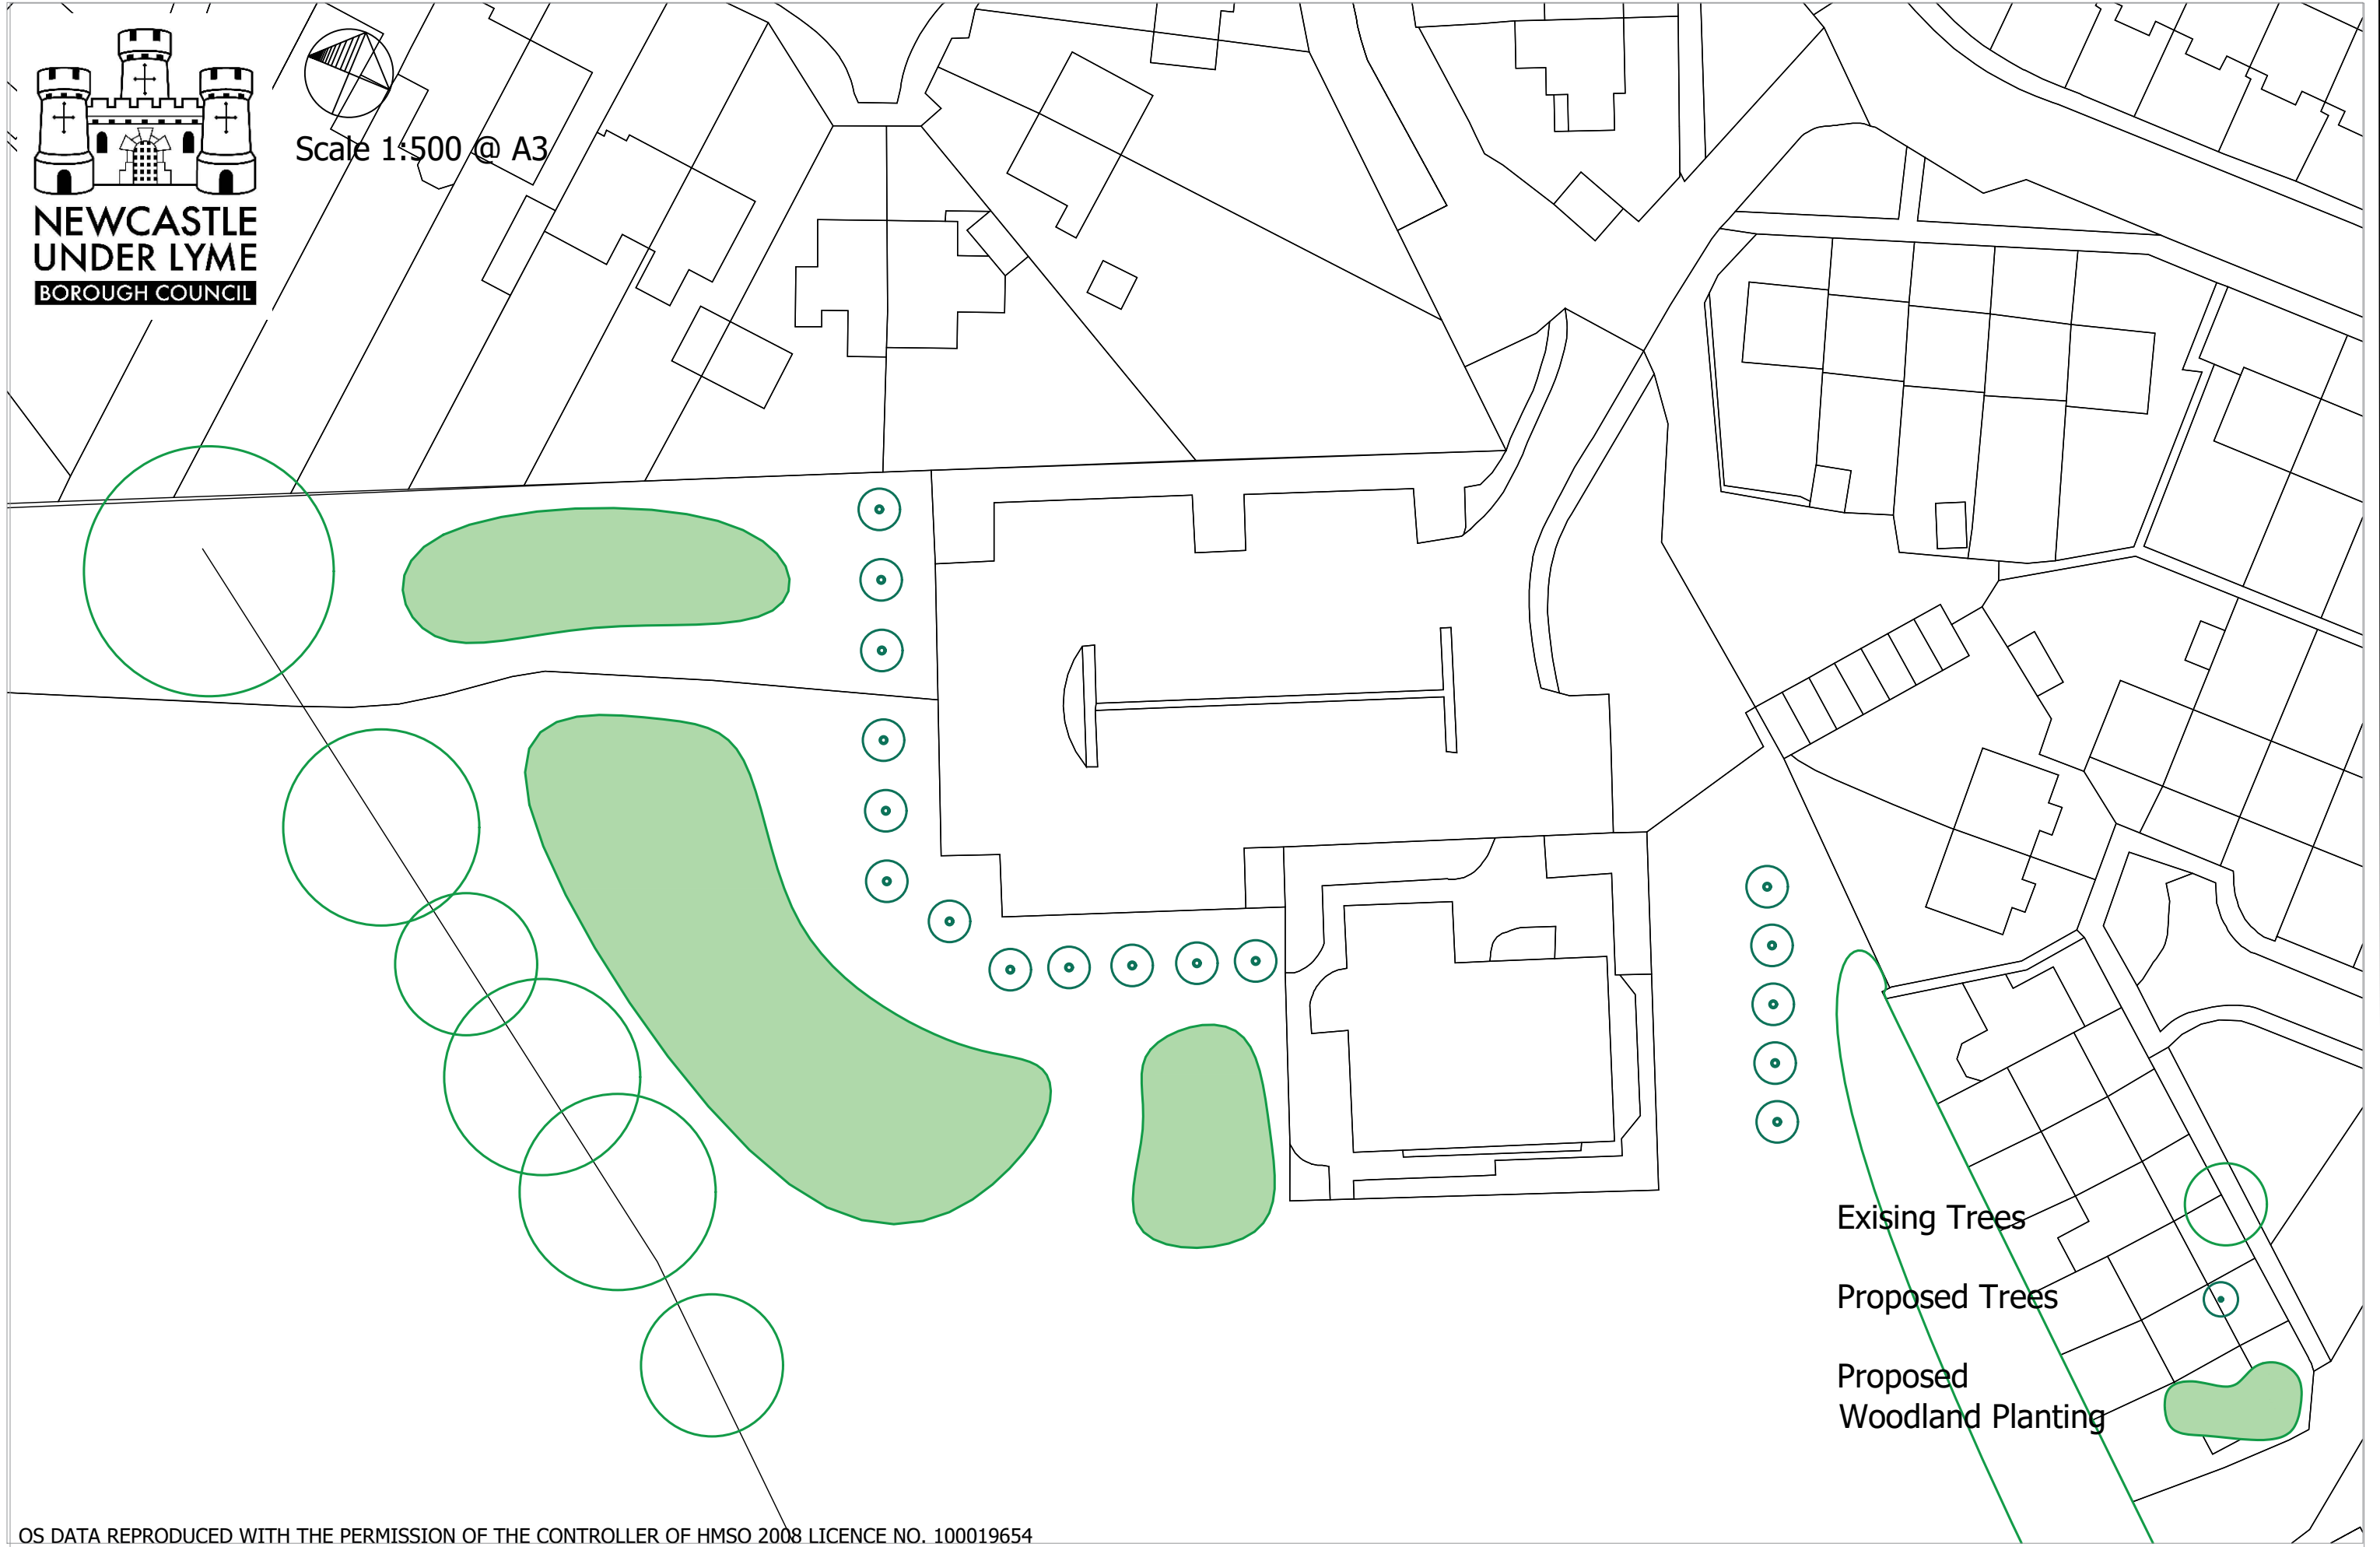 NEWCASTLE
UNDER LYME
BOROUGH COUNCIL
Scale 1:500 @ A3
Exising Trees
Proposed Trees
Proposed
Woodland Planting
OS DATA REPRODUCED WITH THE PERMISSION OF THE CONTROLLER OF HMSO 2008 LICENCE NO. 100019654